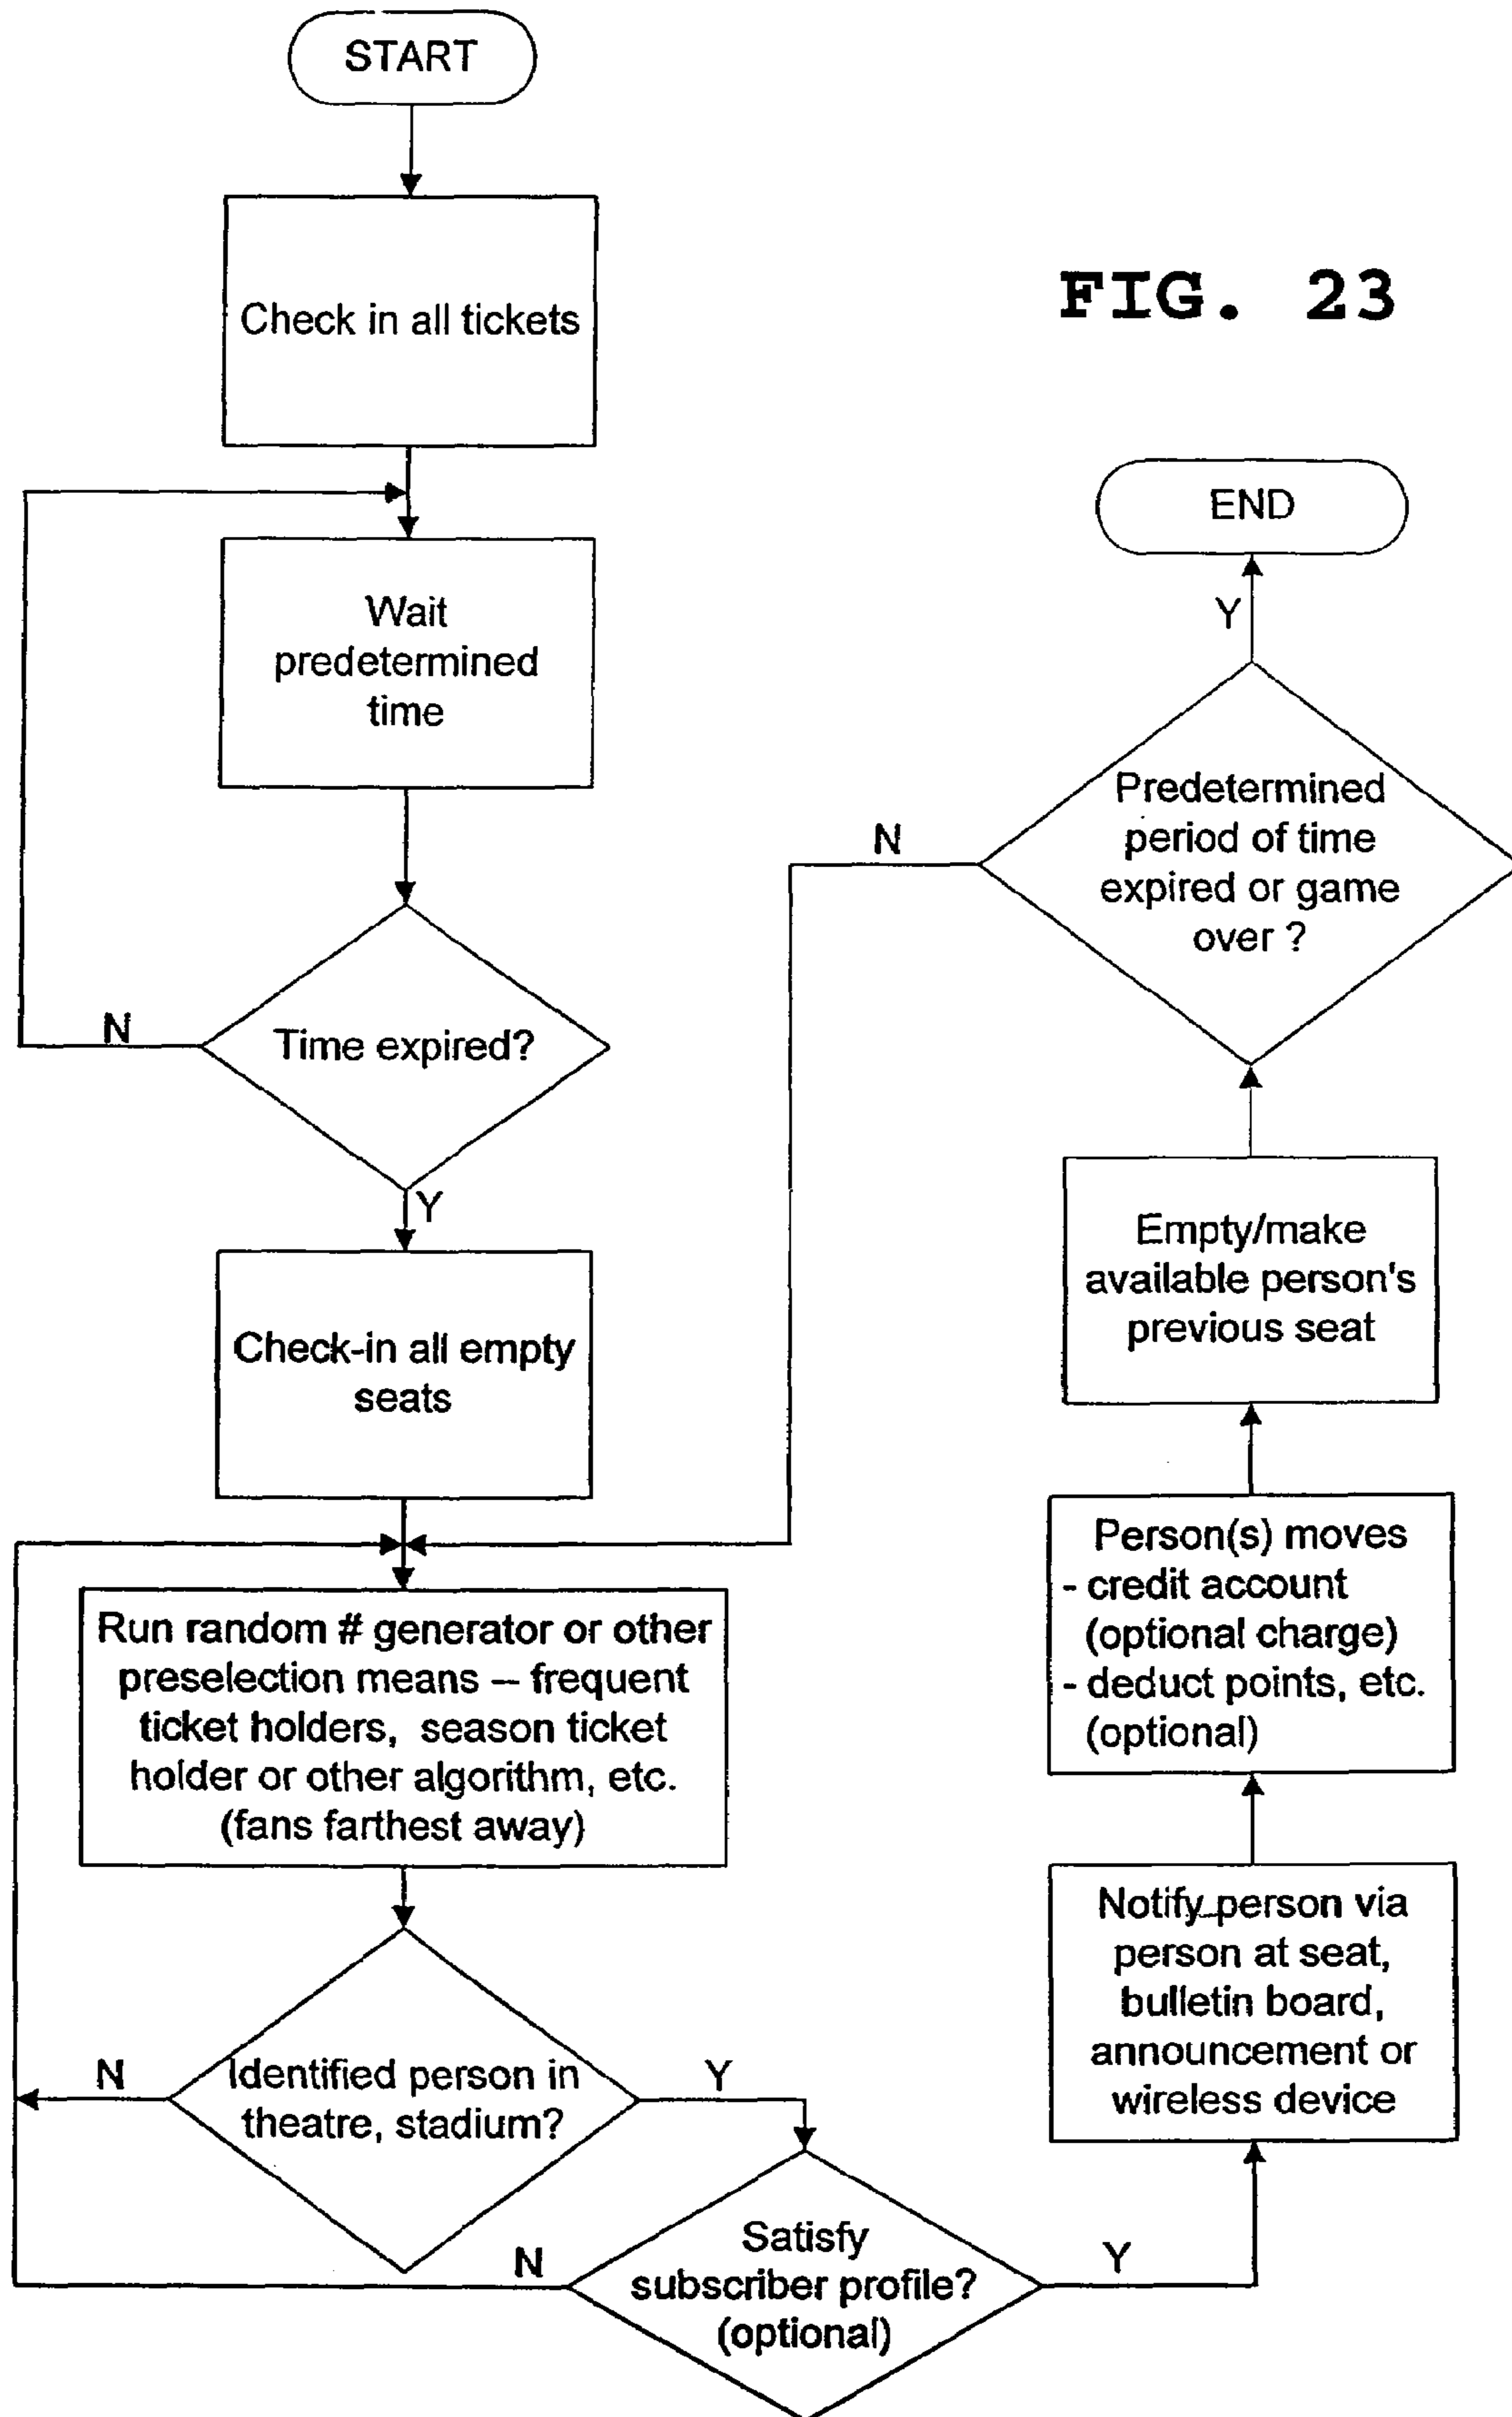 START
Check in all tickets
FIG. 23
Wait
predetermined
time
Time expired?
N
Y
Check-in all empty
seats
Run random # generator or other
preselection means – frequent
ticket holders, season ticket
holder or other algorithm, etc.
(fans farthest away)
Identified person in
theatre, stadium?
N
Y
Satisfy
subscriber profile?
(optional)
N
Y
Notify person via
person at seat,
bulletin board,
announcement or
wireless device
Person(s) moves
- credit account
(optional charge)
- deduct points, etc.
(optional)
Empty/make
available person's
previous seat
Predetermined
period of time
expired or game
over ?
N
Y
END